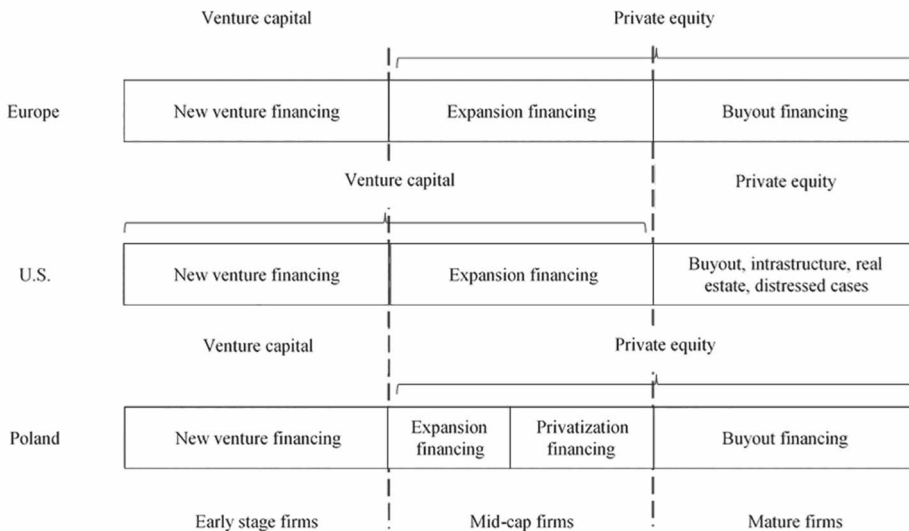 Venture capital
Private equity
Europe
New venture financing
Expansion financing
Buyout financing
Venture capital
Private equity
U.S.
New venture financing
Expansion financing
Buyout, intrastructure, real
estate, distressed cases
Venture capital
Private equity
Poland
New venture financing
Expansion
financing
Privatization
financing
Buyout financing
Early stage firms
Mid-cap firms
Mature firms